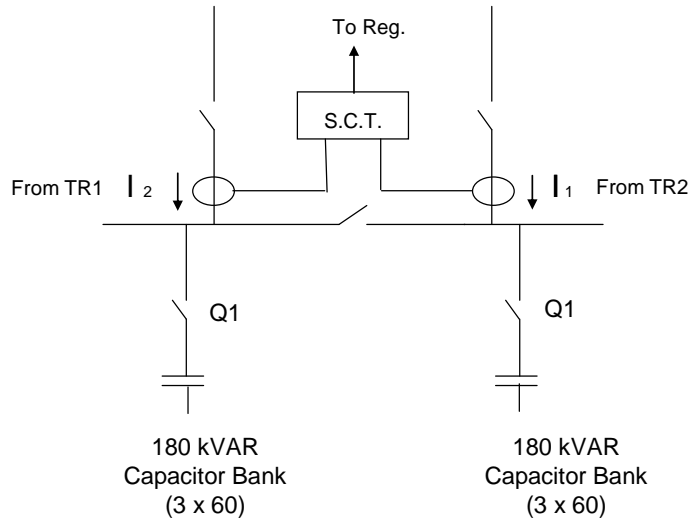 To Reg.
S.C.T.
From TR1 I 2
I 1 From TR2
Q1
Q1
180 kVAR
Capacitor Bank
(3 x 60)
180 kVAR
Capacitor Bank
(3 x 60)